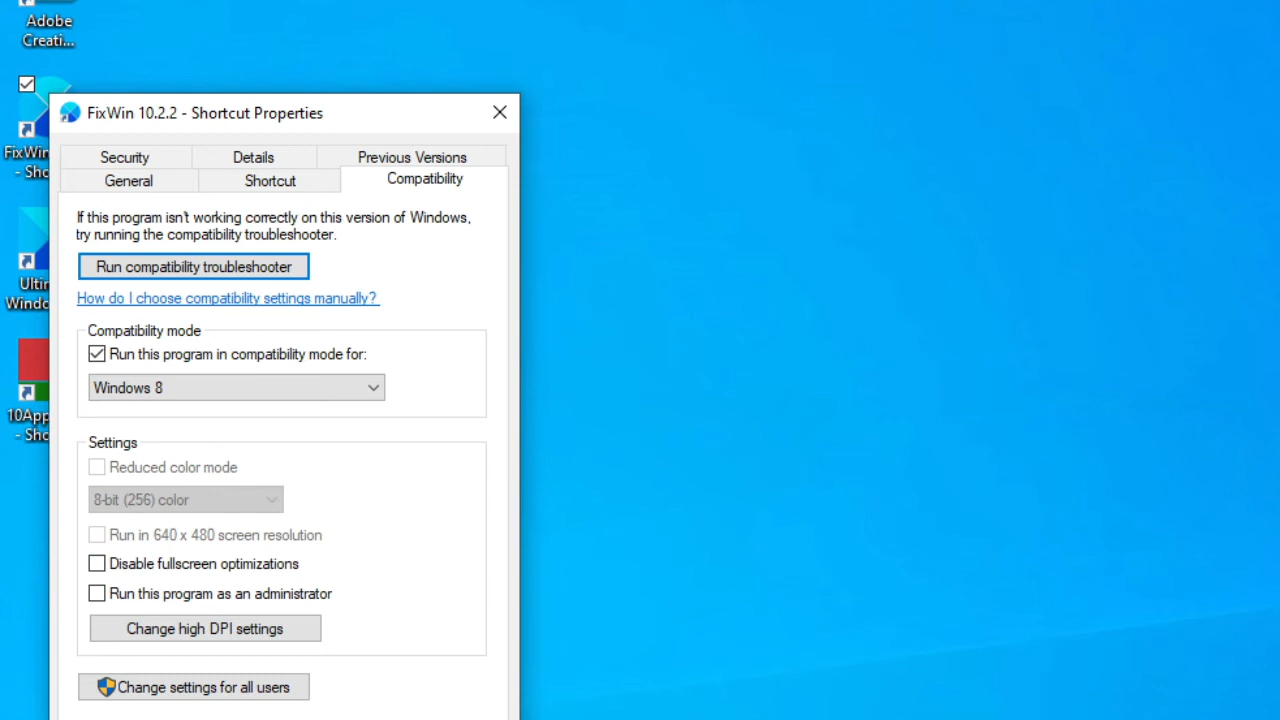 Adobe
Creati...
FixWin 10.2.2 - Shortcut Properties
FixWin
- Sho
Security
Details
Previous Versions
General
Shortcut
Compatibility
If this program isn't working correctly on this version of Windows,
try running the compatibility troubleshooter.
Run compatibility troubleshooter
How do I choose compatibility settings manually?
Ulti
Windo
Compatibility mode
Run this program in compatibility mode for:
Windows 8
10App
- Sho
Settings
Reduced color mode
8-bit (256) color
Run in 640 x 480 screen resolution
Disable fullscreen optimizations
Run this program as an administrator
Change high DPI settings
Change settings for all users